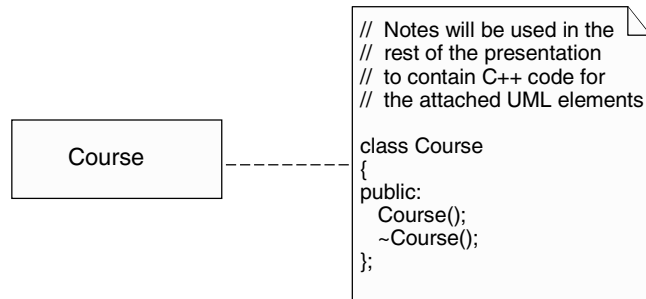 Course
// Notes will be used in the
// rest of the presentation
// to contain C++ code for
// the attached UML elements
class Course
{
public:
Course();
~Course();
};